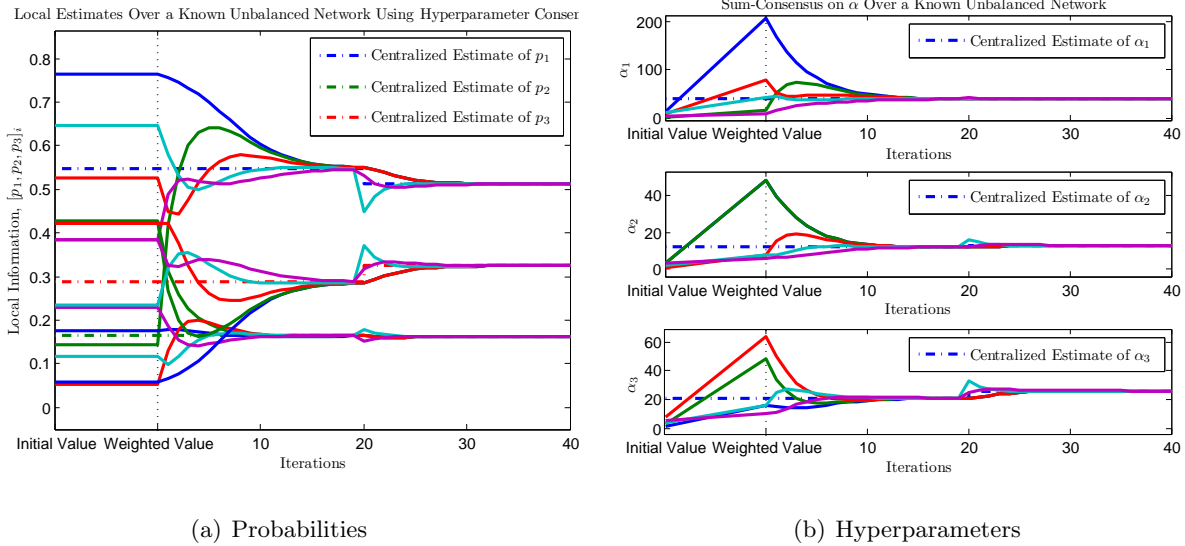 Local Estimates Over a Known Unbalanced Network Using Hyperparameter Consen
Local Information, [p₁, p₂, p₃]ᵢ
0.8
0.7
0.6
0.5
0.4
0.3
0.2
0.1
0
Centralized Estimate of p₁
Centralized Estimate of p₂
Centralized Estimate of p₃
Initial Value Weighted Value 10 20 30 40
Iterations
(a) Probabilities
Sum-Consensus on α Over a Known Unbalanced Network
α₁
200
100
0
Centralized Estimate of α₁
Initial Value Weighted Value 10 20 30 40
Iterations
α₂
40
20
0
Centralized Estimate of α₂
Initial Value Weighted Value 10 20 30 40
Iterations
α₃
60
40
20
0
Centralized Estimate of α₃
Initial Value Weighted Value 10 20 30 40
Iterations
(b) Hyperparameters